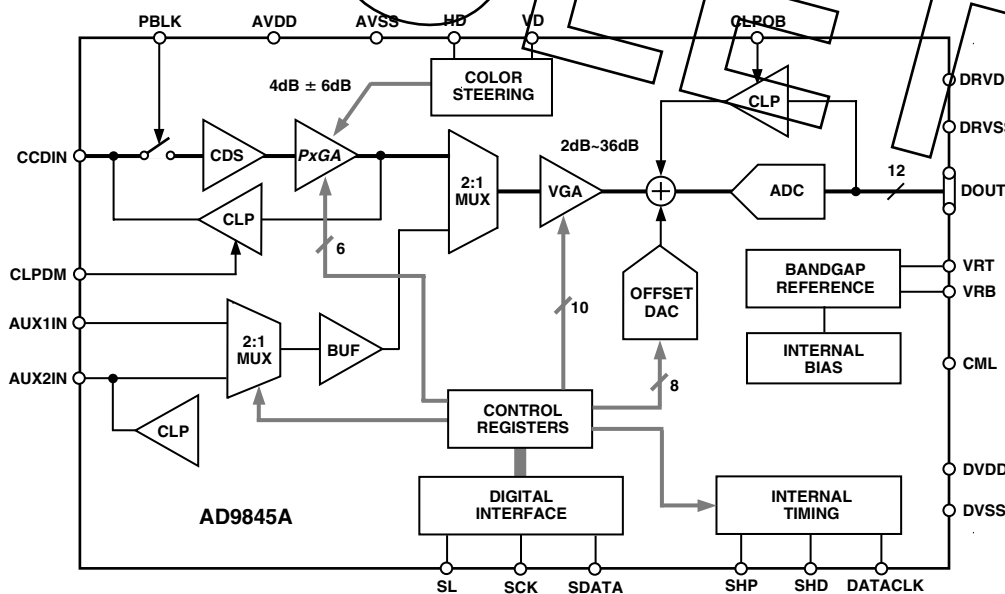 PBLK AVDD AVSS HD VD CLPOB
COLOR
STEERING
4dB ± 6dB
CLP
DRVD
DRVSS
CCDIN
CDS
PxGA
2:1
MUX
2dB~36dB
VGA
ADC
12
DOUT
CLP
6
CLPDM
BANDGAP
REFERENCE
VRT
VRB
OFFSET
DAC
10
AUX1IN
2:1
MUX
BUF
INTERNAL
BIAS
CML
AUX2IN
8
CLP
CONTROL
REGISTERS
DVDD
DIGITAL
INTERFACE
INTERNAL
TIMING
DVSS
AD9845A
SL SCK SDATA SHP SHD DATACLK